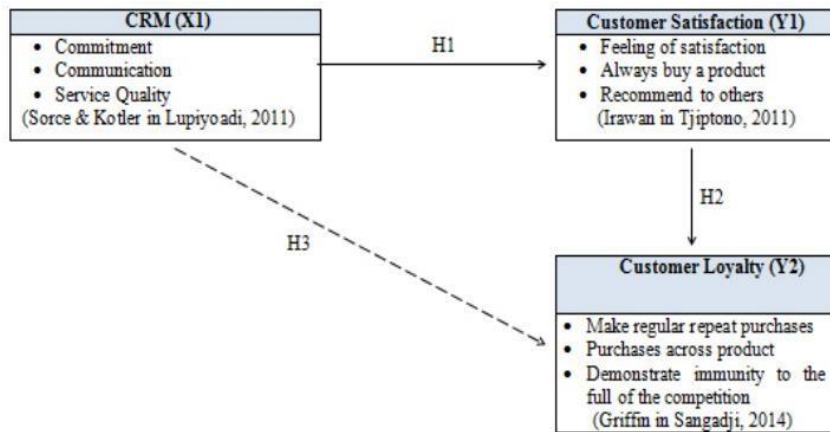 CRM (X1)
• Commitment
• Communication
• Service Quality
(Sorce & Kotler in Lupiyoadi, 2011)
H1
Customer Satisfaction (Y1)
• Feeling of satisfaction
• Always buy a product
• Recommend to others
(Irawan in Tjiptono, 2011)
H2
H3
Customer Loyalty (Y2)
• Make regular repeat purchases
• Purchases across product
• Demonstrate immunity to the
full of the competition
(Griffin in Sangadji, 2014)